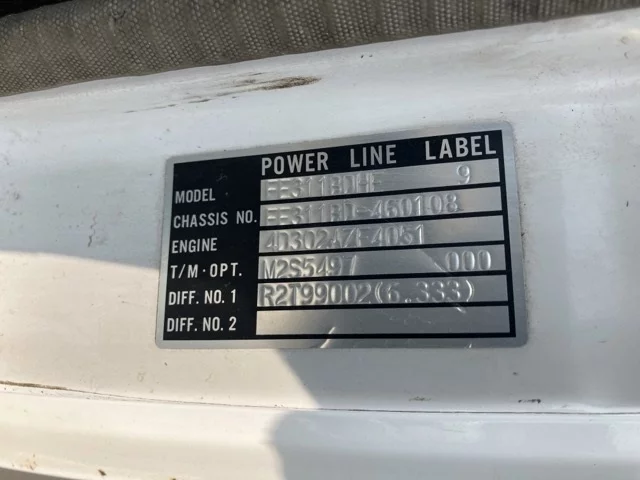 POWER LINE LABEL
MODEL FE311BDHF 9
CHASSIS NO. FE311BD-460108
ENGINE 4D302A7F4051
T/M·OPT. M2S5497 000
DIFF. NO. 1 R2T99002(6.333)
DIFF. NO. 2